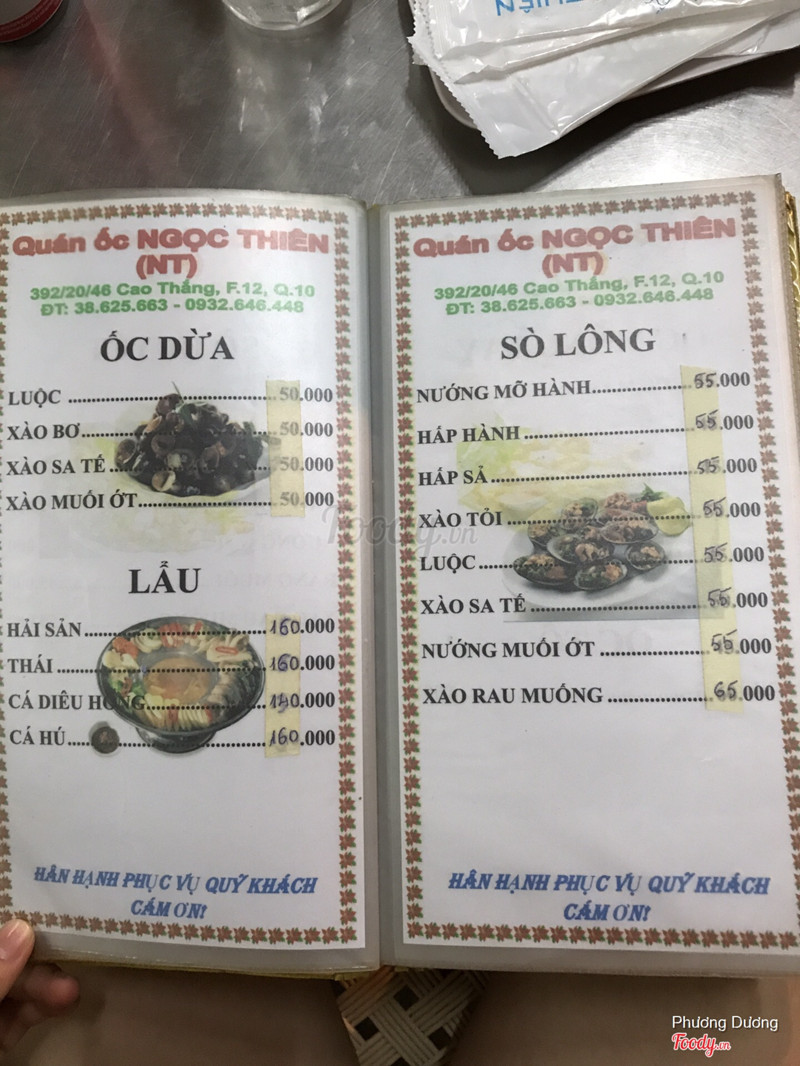 THIÊN
Quán ốc NGỌC THIÊN
(NT)
392/20/46 Cao Thắng, F.12, Q.10
ĐT: 38.625.663 - 0932.646.448
ỐC DỪA
LUỘC ..................... 50.000
XÀO BƠ..................... 50.000
XÀO SA TẾ..................... 50.000
XÀO MUỐI ỚT..................... 50.000
LẨU
HẢI SẢN..................... 160.000
THÁI..................... 160.000
CÁ DIÊU HỒNG..................... .000
CÁ HÚ..................... 160.000
HÂN HẠNH PHỤC VỤ QUÝ KHÁCH
CÁM ƠN!
Quán ốc NGỌC THIÊN
(NT)
392/20/46 Cao Thắng, F.12, Q.10
ĐT: 38.625.663 - 0932.646.448
SÒ LÔNG
NƯỚNG MỠ HÀNH..................... 55.000
HẤP HÀNH..................... 55.000
HẤP SẢ..................... 55.000
XÀO TỎI..................... 55.000
LUỘC..................... 55.000
XÀO SA TẾ..................... 55.000
NƯỚNG MUỐI ỚT..................... 55.000
XÀO RAU MUỐNG..................... 65.000
HÂN HẠNH PHỤC VỤ QUÝ KHÁCH
CÁM ƠN!
Foody.vn
Phương Dương
Foody.vn